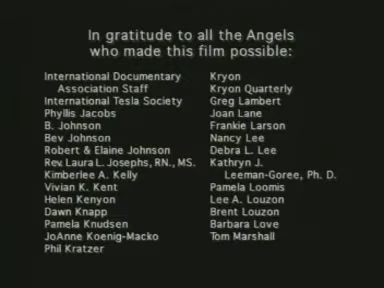 In gratitude to all the Angels
who made this film possible:
International Documentary
Association Staff
International Tesla Society
Phyllis Jacobs
B. Johnson
Bev Johnson
Robert & Elaine Johnson
Rev. Laura L. Josephs, RN., MS.
Kimberlee A. Kelly
Vivian K. Kent
Helen Kenyon
Dawn Knapp
Pamela Knudsen
JoAnne Koenig-Macko
Phil Kratzer
Kryon
Kryon Quarterly
Greg Lambert
Joan Lane
Frankie Larson
Nancy Lee
Debra L. Lee
Kathryn J.
Leeman-Goree, Ph. D.
Pamela Loomis
Lee A. Louzon
Brent Louzon
Barbara Love
Tom Marshall